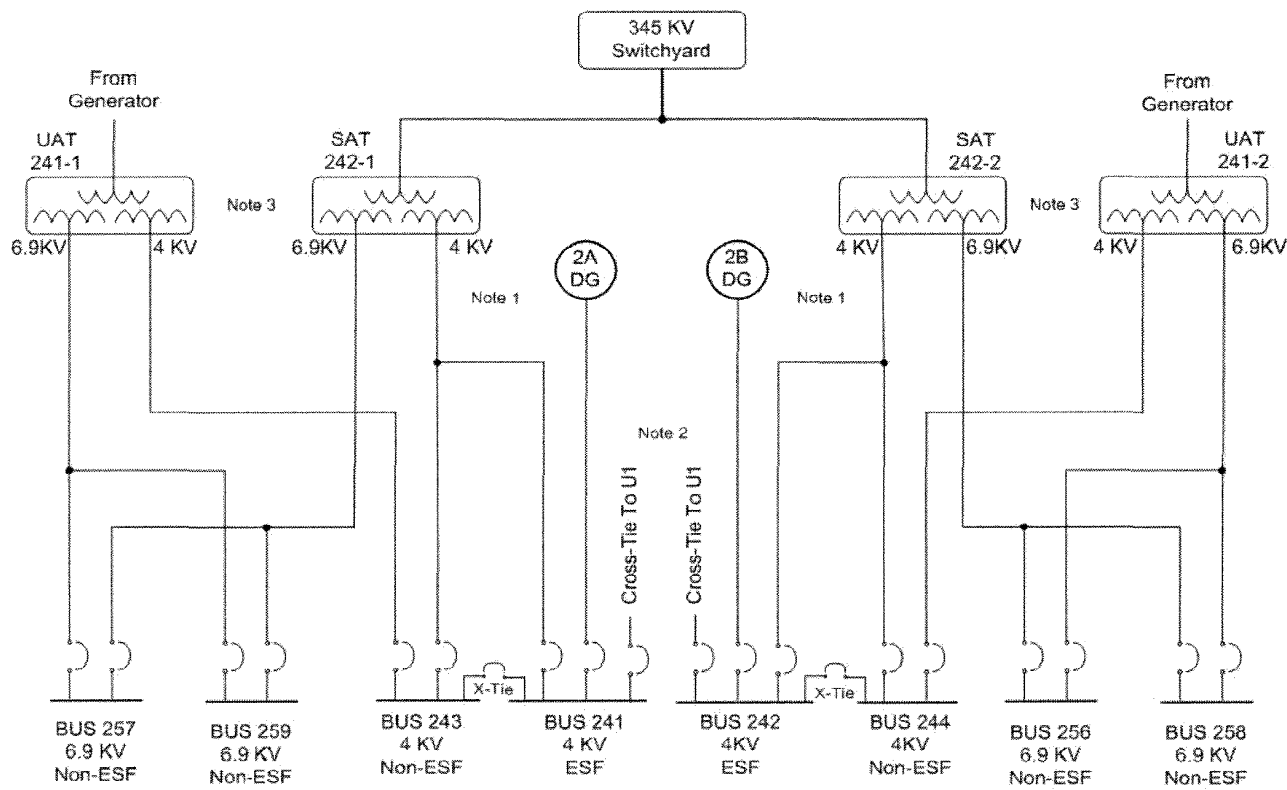 345 KV
Switchyard
From
Generator
From
Generator
UAT
241-1
SAT
242-1
SAT
242-2
UAT
241-2
Note 3
Note 3
6.9KV
4 KV
6.9KV
4 KV
4 KV
6.9KV
4 KV
6.9KV
2A
DG
2B
DG
Note 1
Note 1
Note 2
Cross-Tie To U1
Cross-Tie To U1
X-Tie
X-Tie
BUS 257
6.9 KV
Non-ESF
BUS 259
6.9 KV
Non-ESF
BUS 243
4 KV
Non-ESF
BUS 241
4 KV
ESF
BUS 242
4KV
ESF
BUS 244
4KV
Non-ESF
BUS 256
6.9 KV
Non-ESF
BUS 258
6.9 KV
Non-ESF